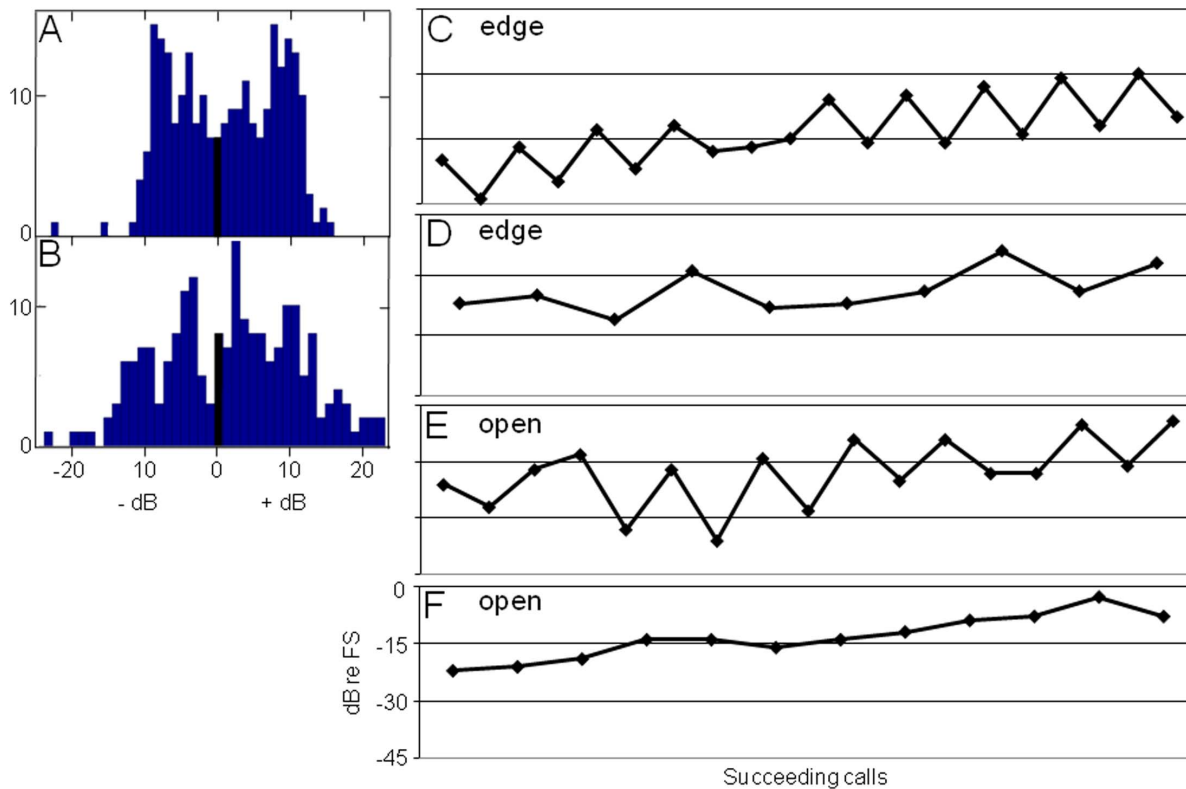 A
10
0
B
10
0
-20 10 0 10 20
- dB + dB
C edge
D edge
E open
F open
0
-15
-30
-45
dB re FS
Succeeding calls